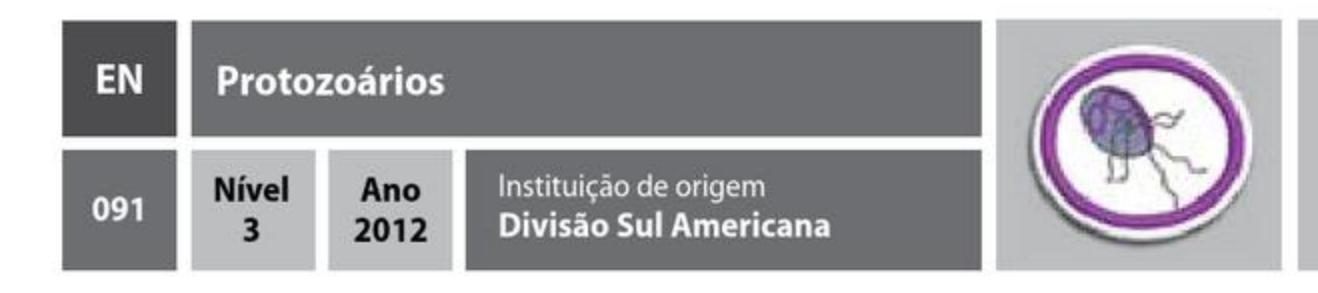 EN
Protozoários
091
Nível
3
Ano
2012
Instituição de origem
Divisão Sul Americana